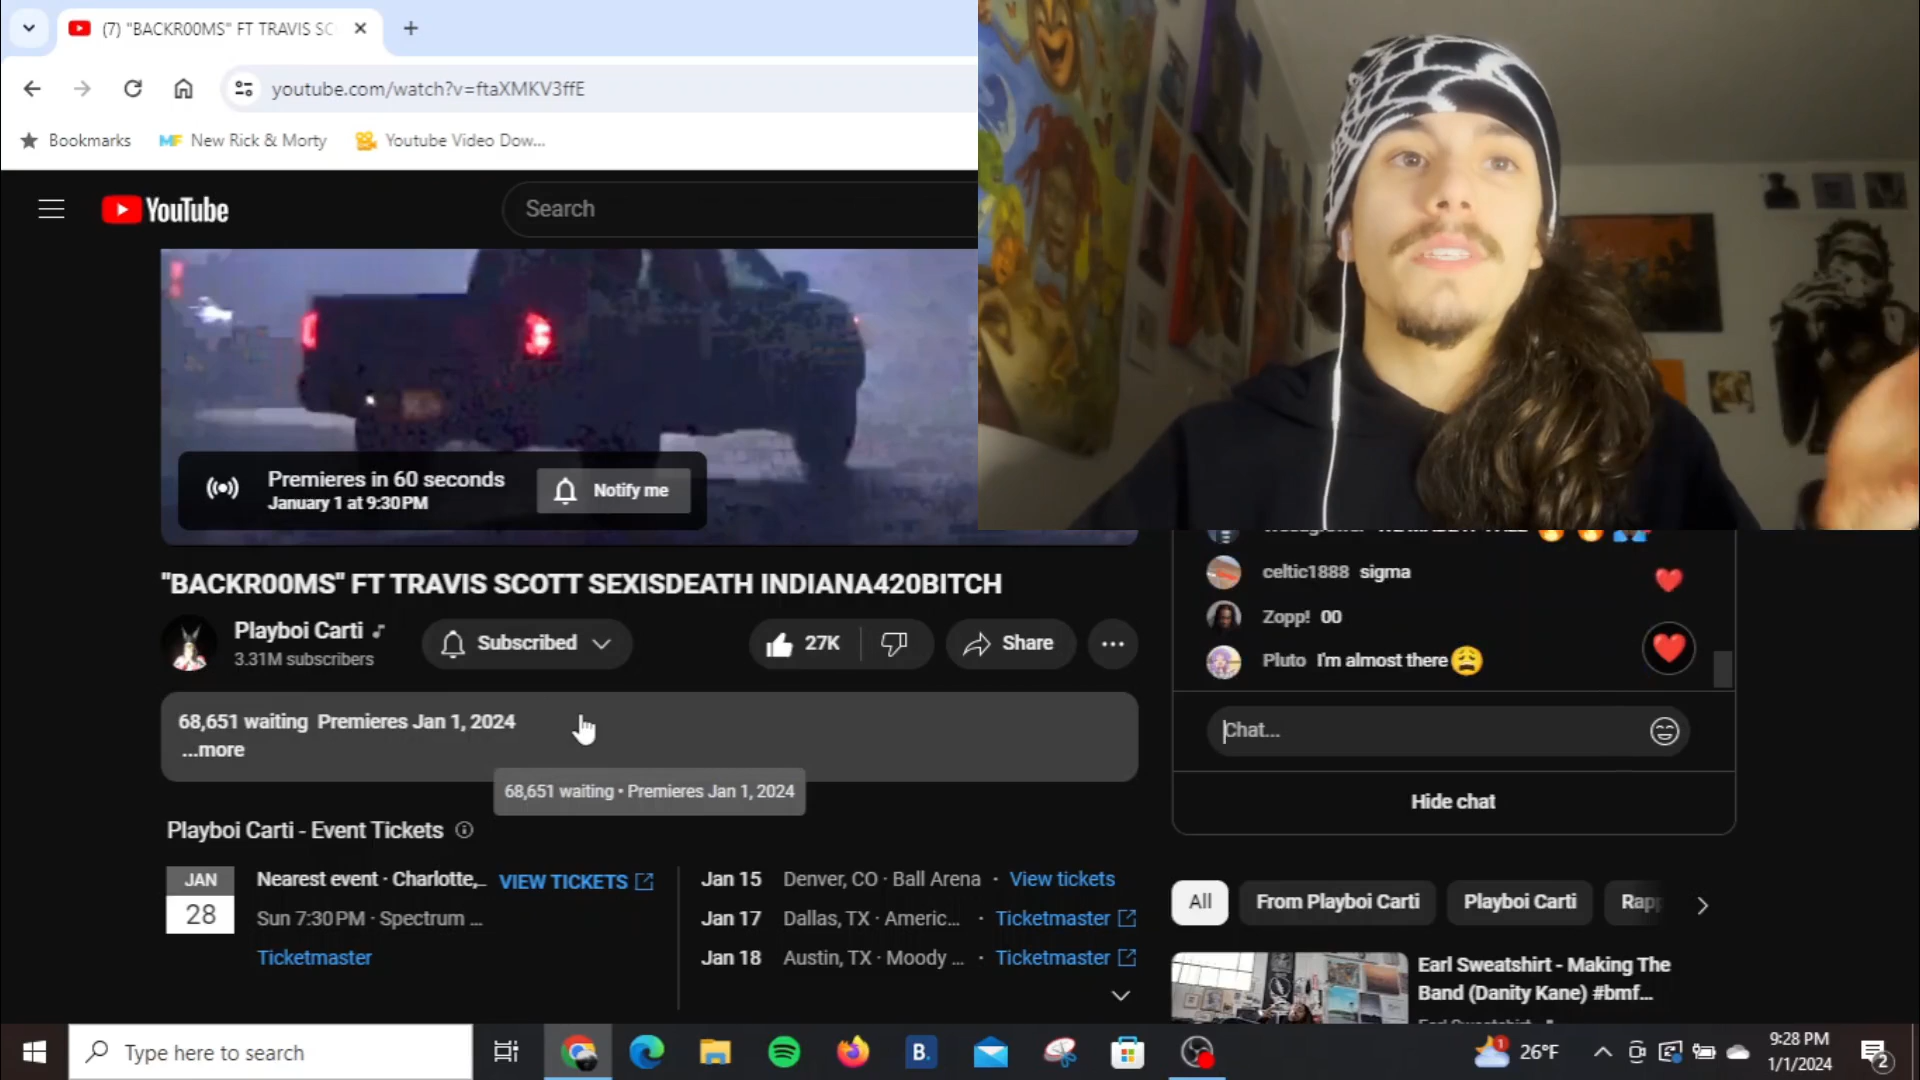 (7) "BACKR00MS" FT TRAVIS SC
youtube.com/watch?v=ftaXMKV3ffE
Bookmarks
MF New Rick & Morty
Youtube Video Dow...
YouTube
Search
Premieres in 60 seconds
January 1 at 9:30 PM
Notify me
"BACKR00MS" FT TRAVIS SCOTT SEXISDEATH INDIANA420BITCH
Playboi Carti
3.31M subscribers
Subscribed
27K
Share
68,651 waiting Premieres Jan 1, 2024
...more
68,651 waiting • Premieres Jan 1, 2024
celtic1888 sigma
Zopp! 00
Pluto I'm almost there😩
Chat...
Hide chat
Playboi Carti - Event Tickets
JAN
28
Nearest event · Charlotte,...
VIEW TICKETS
Sun 7:30 PM · Spectrum ...
Ticketmaster
Jan 15 Denver, CO · Ball Arena · View tickets
Jan 17 Dallas, TX · Americ... · Ticketmaster
Jan 18 Austin, TX · Moody ... · Ticketmaster
All
From Playboi Carti
Playboi Carti
Rap
Earl Sweatshirt - Making The
Band (Danity Kane) #bmf...
Type here to search
B.
1
26°F
9:28 PM
1/1/2024
2